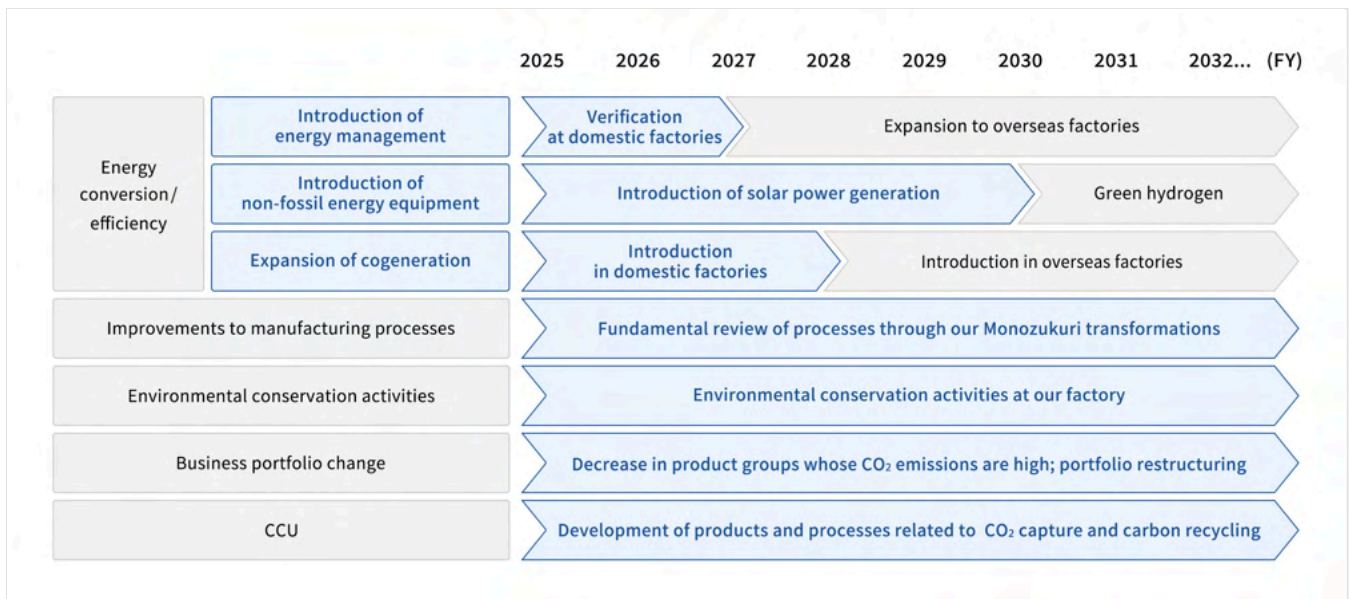 2025 2026 2027 2028 2029 2030 2031 2032... (FY)
Energy
conversion/
efficiency
Introduction of
energy management
Verification
at domestic factories
Expansion to overseas factories
Introduction of
non-fossil energy equipment
Introduction of solar power generation
Green hydrogen
Expansion of cogeneration
Introduction
in domestic factories
Introduction in overseas factories
Improvements to manufacturing processes
Fundamental review of processes through our Monozukuri transformations
Environmental conservation activities
Environmental conservation activities at our factory
Business portfolio change
Decrease in product groups whose CO₂ emissions are high; portfolio restructuring
CCU
Development of products and processes related to CO₂ capture and carbon recycling